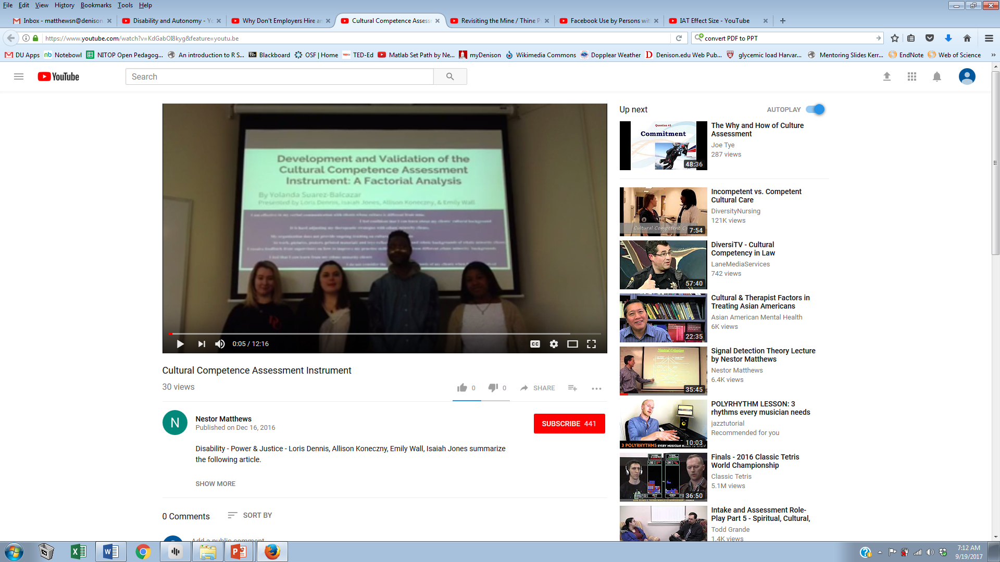 File Edit View History Bookmarks Tools Help
Inbox - matthewsn@denison
Disability and Autonomy - Yo
Why Don't Employers Hire an
Cultural Competence Assess
Revisiting the Mine / Thine P
Facebook Use by Persons wit
IAT Effect Size - YouTube
https://www.youtube.com/watch?v=KdGabOI8kyg&feature=youtu.be
convert PDF to PPT
DU Apps
nb Notebowl
NITOP Open Pedagog...
An introduction to R S...
Bb Blackboard
OSF | Home
TED-Ed
Matlab Set Path by Ne...
myDenison
Wikimedia Commons
Dopplear Weather
D Denison.edu Web Pub...
glycemic load Harvar...
Mentoring Slides Kerr...
EndNote
Web of Science
YouTube
Search
Development and Validation of the
Cultural Competence Assessment
Instrument: A Factorial Analysis
By Yolanda Suarez-Balcazar
Presented by Loris Dennis, Isaiah Jones, Allison Koneczny, & Emily Wall
0:05 / 12:16
CC
Cultural Competence Assessment Instrument
30 views
0
0
SHARE
N
Nestor Matthews
Published on Dec 16, 2016
SUBSCRIBE 441
Disability - Power & Justice - Loris Dennis, Allison Koneczny, Emily Wall, Isaiah Jones summarize
the following article.
SHOW MORE
0 Comments
SORT BY
Add a public comment
Up next
AUTOPLAY
Question #1
Commitment
48:36
The Why and How of Culture
Assessment
Joe Tye
287 views
Cultural Competent
7:54
Incompetent vs. Competent
Cultural Care
DiversityNursing
121K views
57:40
DiversiTV - Cultural
Competency in Law
LaneMediaServices
742 views
22:35
Cultural & Therapist Factors in
Treating Asian Americans
Asian American Mental Health
6K views
Neutral Criterion
35:45
Signal Detection Theory Lecture
by Nestor Matthews
Nestor Matthews
6.4K views
3 POLYRHYTHMS EVERY MUSICIAN
10:03
POLYRHYTHM LESSON: 3
rhythms every musician needs
jazztutorial
Recommended for you
36:50
Finals - 2016 Classic Tetris
World Championship
Classic Tetris
5.1M views
Intake and Assessment Role-
Play Part 5 - Spiritual, Cultural,
Todd Grande
1.4K views
7:12 AM
9/19/2017